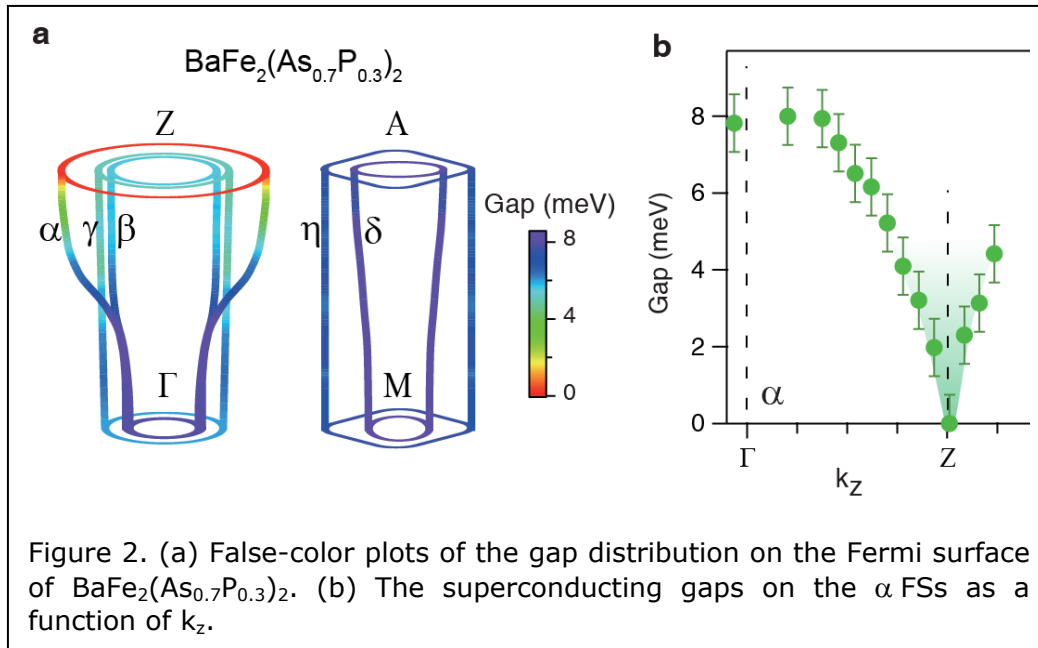 a
BaFe₂(As₀.₇P₀.₃)₂
Z
A
α γ β
η δ
Γ
M
Gap (meV)
8
4
0
b
Gap (meV)
8
6
4
2
0
α
Γ
Z
k_Z
Figure 2. (a) False-color plots of the gap distribution on the Fermi surface
of BaFe₂(As₀.₇P₀.₃)₂. (b) The superconducting gaps on the α FSs as a
function of k_z.